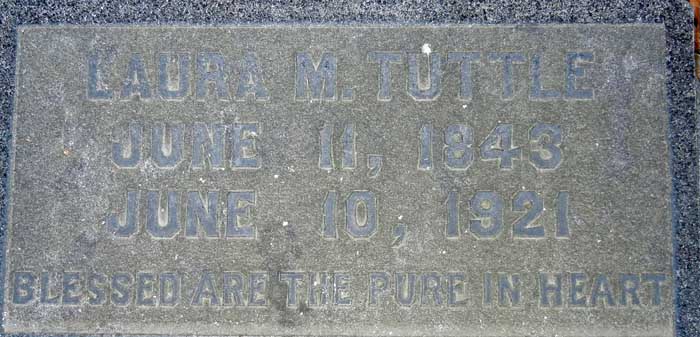 LAURA M. TUTTLE
JUNE 11, 1843
JUNE 10, 1921
BLESSED ARE THE PURE IN HEART